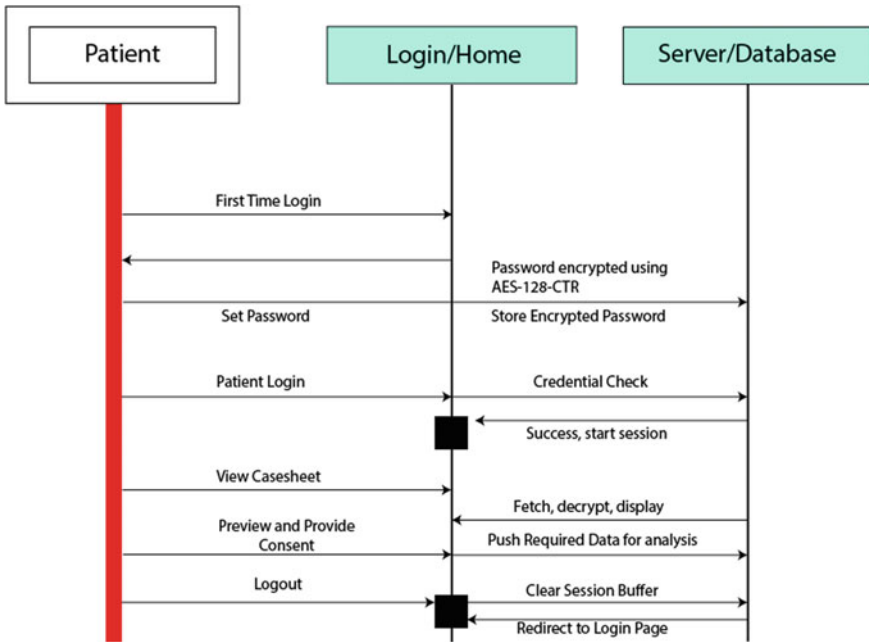 Patient
Login/Home
Server/Database
First Time Login
Password encrypted using
AES-128-CTR
Set Password
Store Encrypted Password
Patient Login
Credential Check
Success, start session
View Casesheet
Fetch, decrypt, display
Preview and Provide
Consent
Push Required Data for analysis
Logout
Clear Session Buffer
Redirect to Login Page